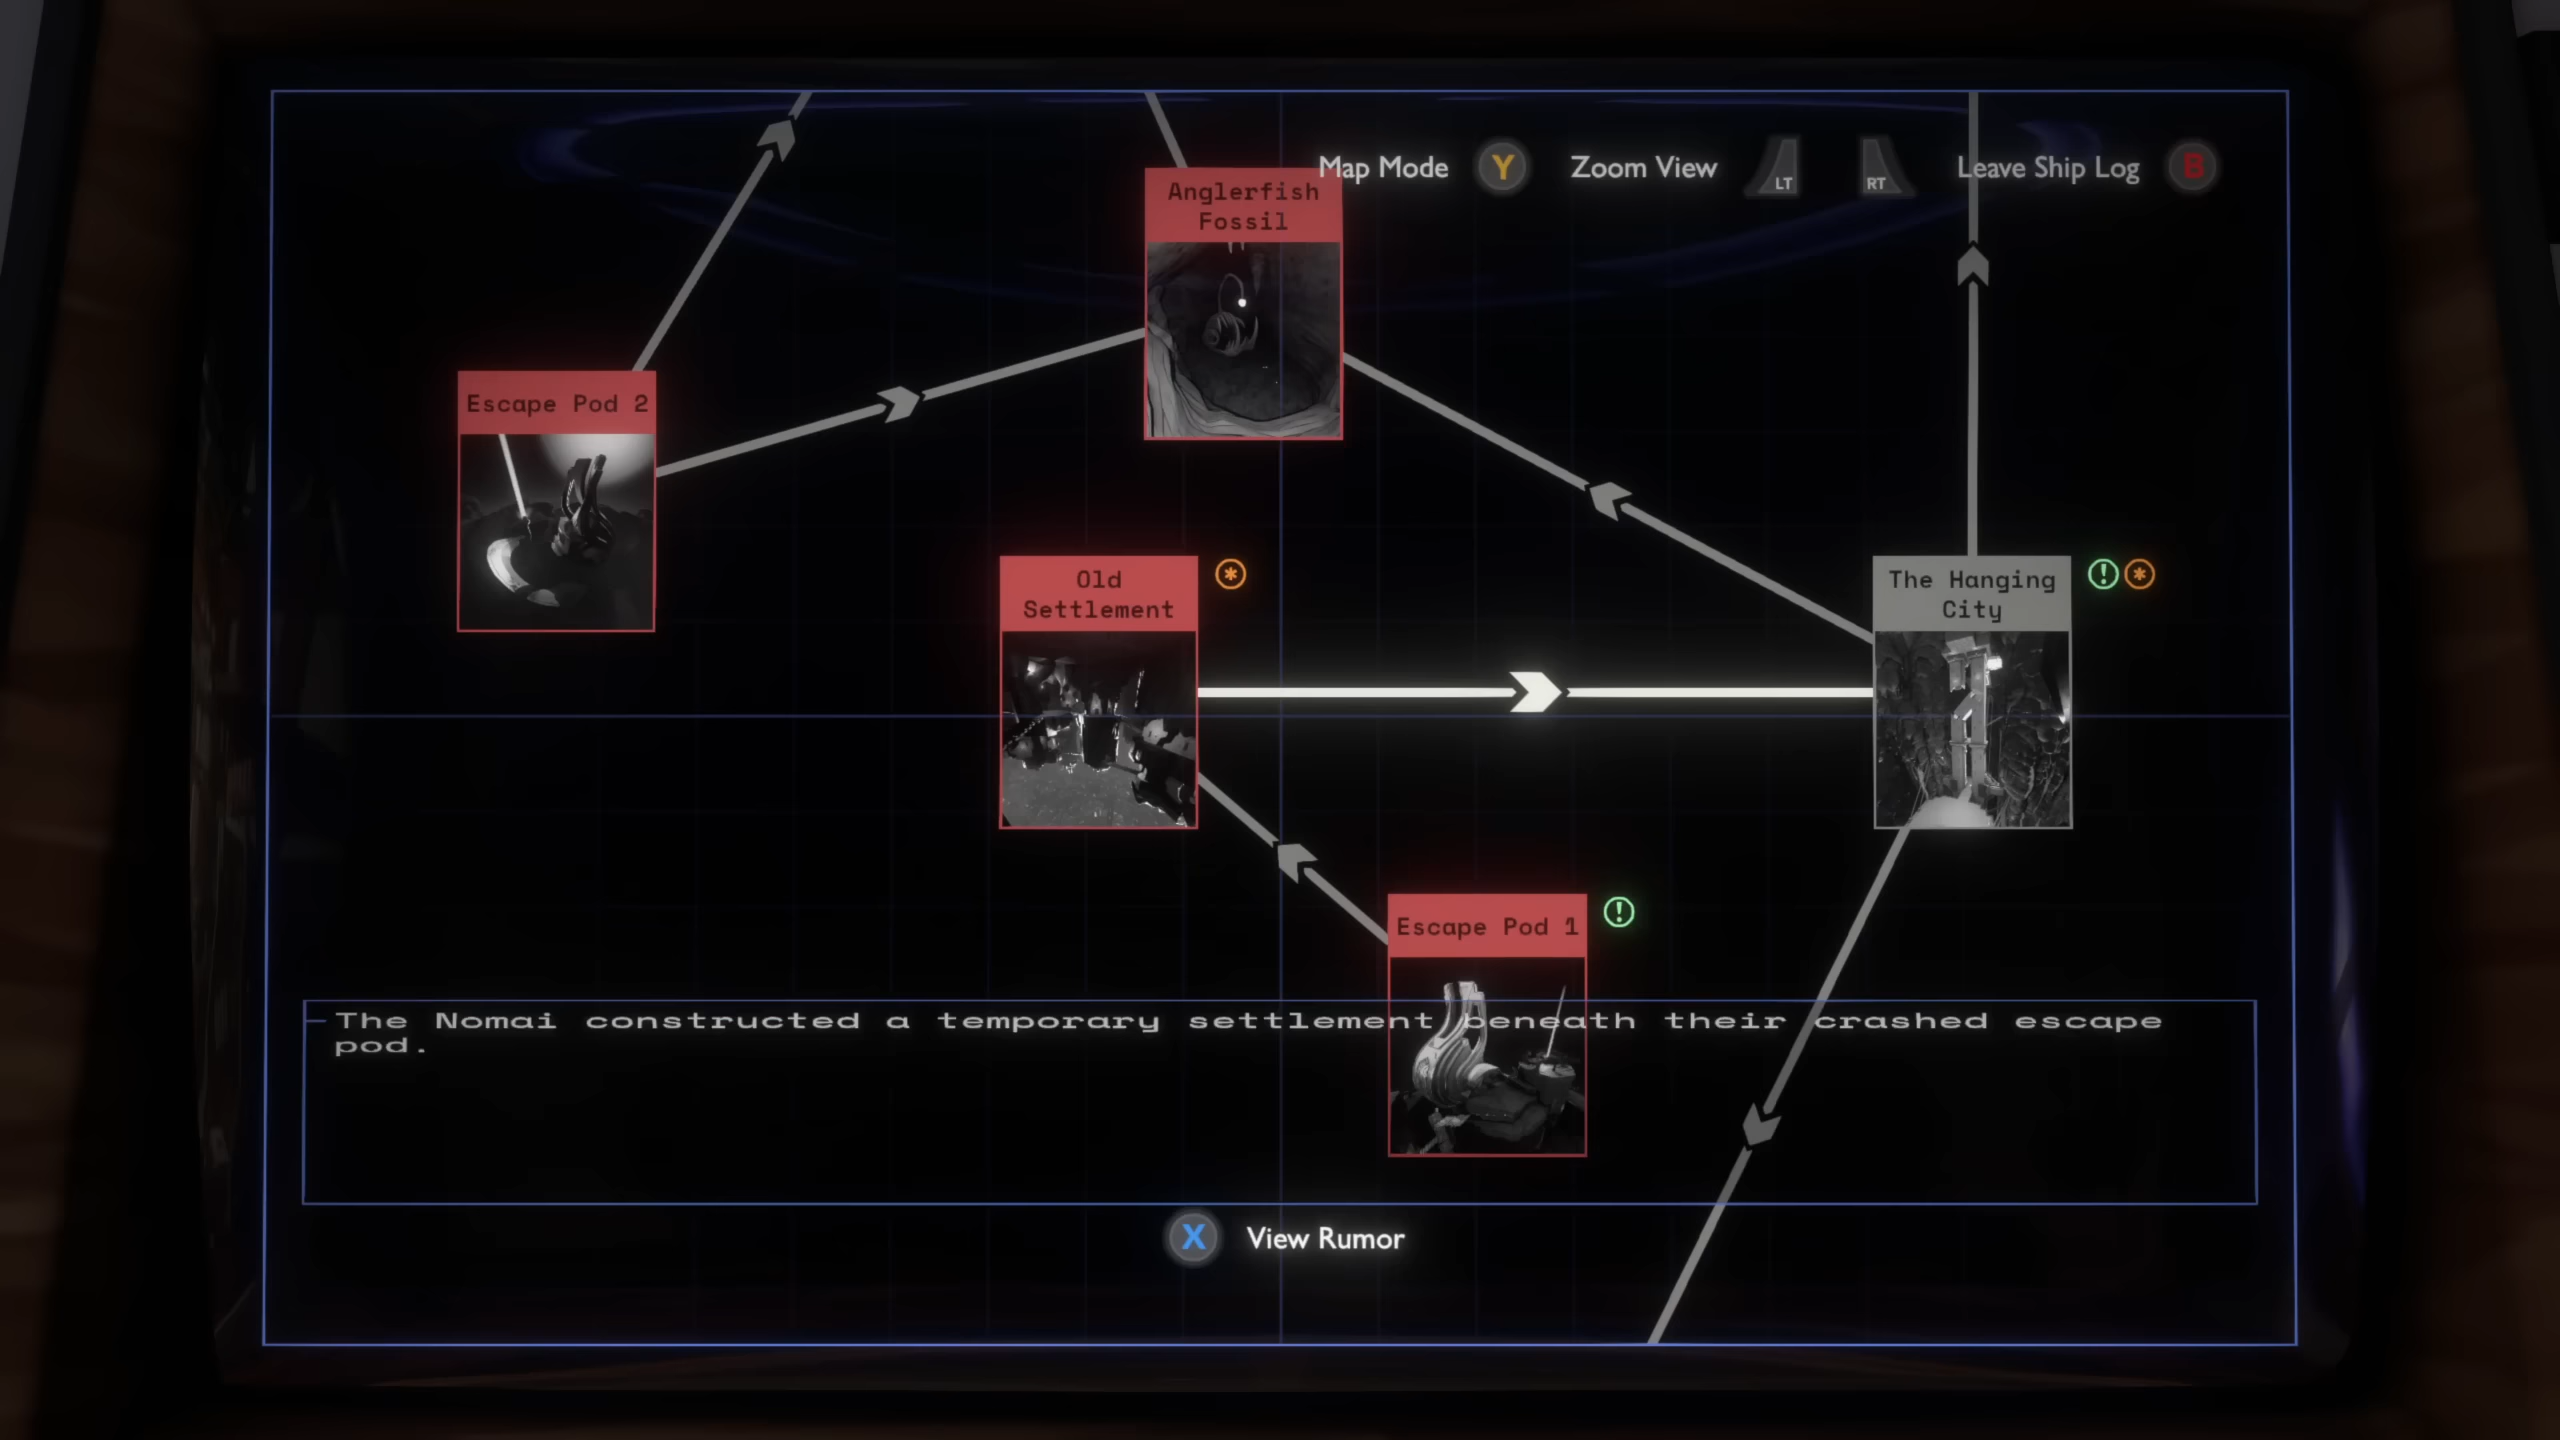 Map Mode Y Zoom View LT RT Leave Ship Log B
Anglerfish
Fossil
Escape Pod 2
Old
Settlement
The Hanging
City
Escape Pod 1
The Nomai constructed a temporary settlement beneath their crashed escape
pod.
X View Rumor